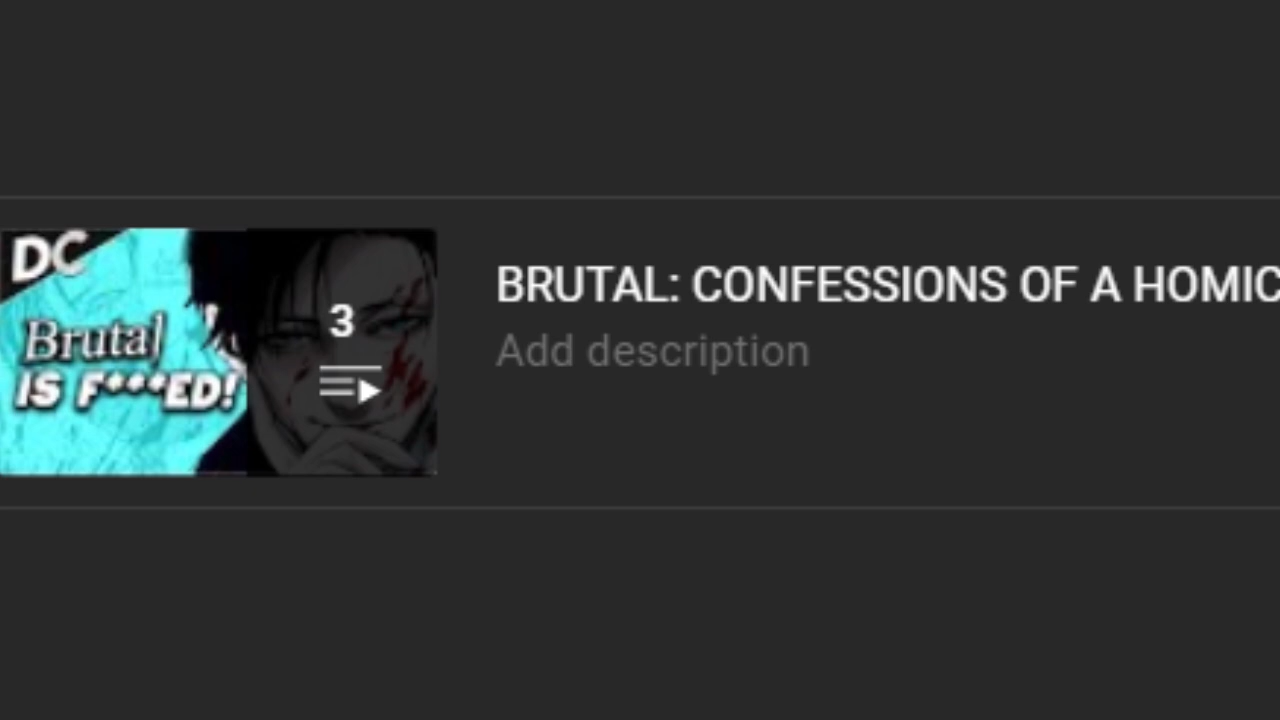 DC
Brutal
IS F***ED!
3
BRUTAL: CONFESSIONS OF A HOMIC
Add description